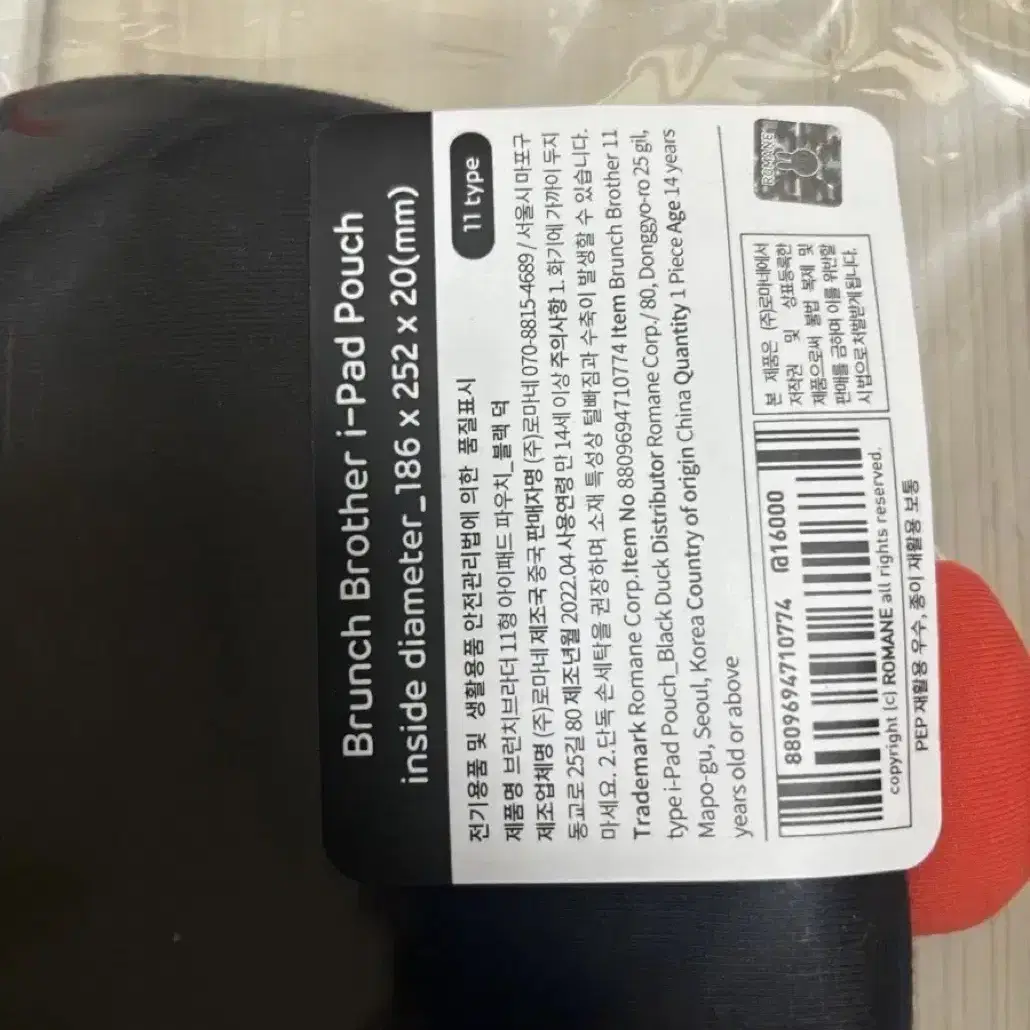 Brunch Brother i-Pad Pouch
inside diameter_186 x 252 x 20(mm)
11 type
전기용품 및 생활용품 안전관리법에 의한 품질표시
제품명 브런치브라더 11형 아이패드 파우치_블랙 덕
제조업체명 (주)로마네 제조국 중국 판매자명 (주)로마네 070-8815-4689 / 서울시 마포구
동교로 25길 80 제조년월 2022.04 사용연령 만 14세 이상 주의사항 1. 화기에 가까이 두지
마세요. 2.단독 손세탁을 권장하며 소재 특성상 털빠짐과 수축이 발생할 수 있습니다.
Trademark Romane Corp.Item No 8809694710774 Item Brunch Brother 11
type i-Pad Pouch_Black Duck Distributor Romane Corp./ 80, Donggyo-ro 25 gil,
Mapo-gu, Seoul, Korea Country of origin China Quantity 1 Piece Age 14 years
years old or above
8809694710774 @16000
copyright (c) ROMANE all rights reserved.
PEP 재활용 우수, 종이 재활용 보통
본 제품은 (주)로마네에서
저작권 및 상표등록한
제품으로써 불법 복제 및
판매를 금하며 이를 위반할
시 법으로 처벌받게 됩니다.
ROMANE